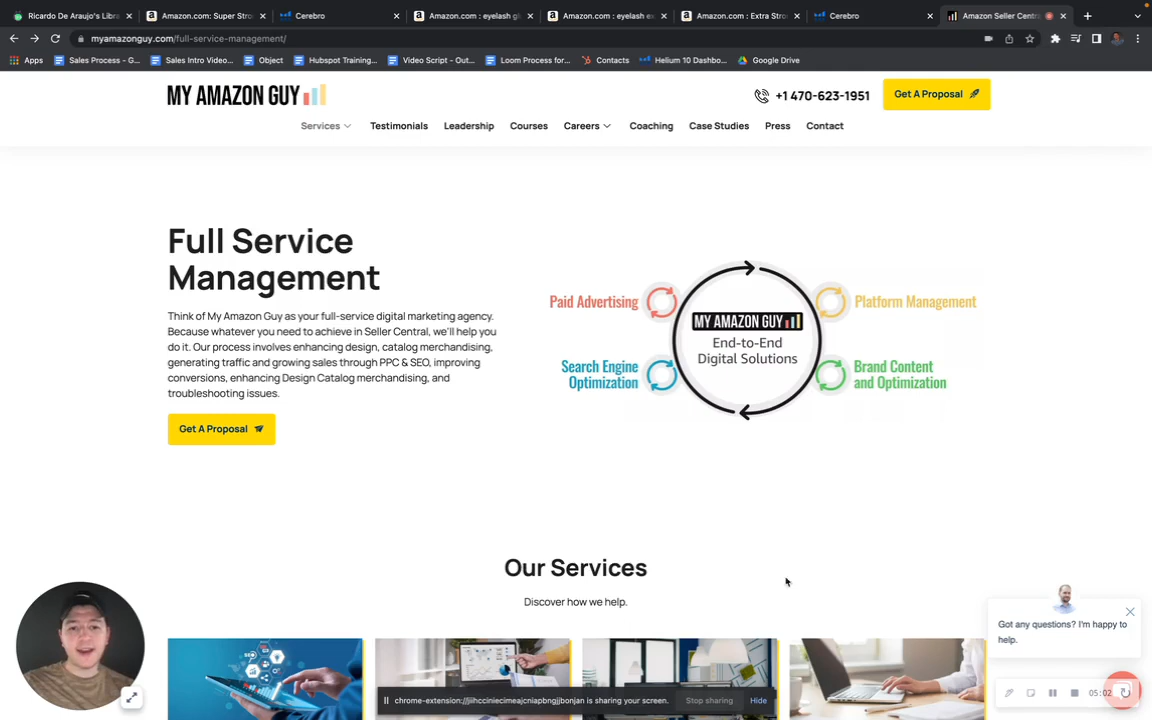 Ricardo De Araujo's Libra
Amazon.com: Super Stro
Cerebro
Amazon.com : eyelash gl
Amazon.com : eyelash ex
Amazon.com : Extra Stro
Cerebro
Amazon Seller Centr
myamazonguy.com/full-service-management/
Apps
Sales Process - G...
Sales Intro Video...
Object
Hubspot Training...
Video Script - Out...
Loom Process for...
Contacts
Helium 10 Dashbo...
Google Drive
MY AMAZON GUY
+1 470-623-1951
Get A Proposal
Services
Testimonials
Leadership
Courses
Careers
Coaching
Case Studies
Press
Contact
Full Service
Management
Think of My Amazon Guy as your full-service digital marketing agency.
Because whatever you need to achieve in Seller Central, we'll help you
do it. Our process involves enhancing design, catalog merchandising,
generating traffic and growing sales through PPC & SEO, improving
conversions, enhancing Design Catalog merchandising, and
troubleshooting issues.
Get A Proposal
Paid Advertising
Platform Management
MY AMAZON GUY
End-to-End
Digital Solutions
Search Engine
Optimization
Brand Content
and Optimization
Our Services
Discover how we help.
Got any questions? I'm happy to
help.
chrome-extension://jiihcciniecimeajcniapbngjjbonjan is sharing your screen.
Stop sharing
Hide
05:02